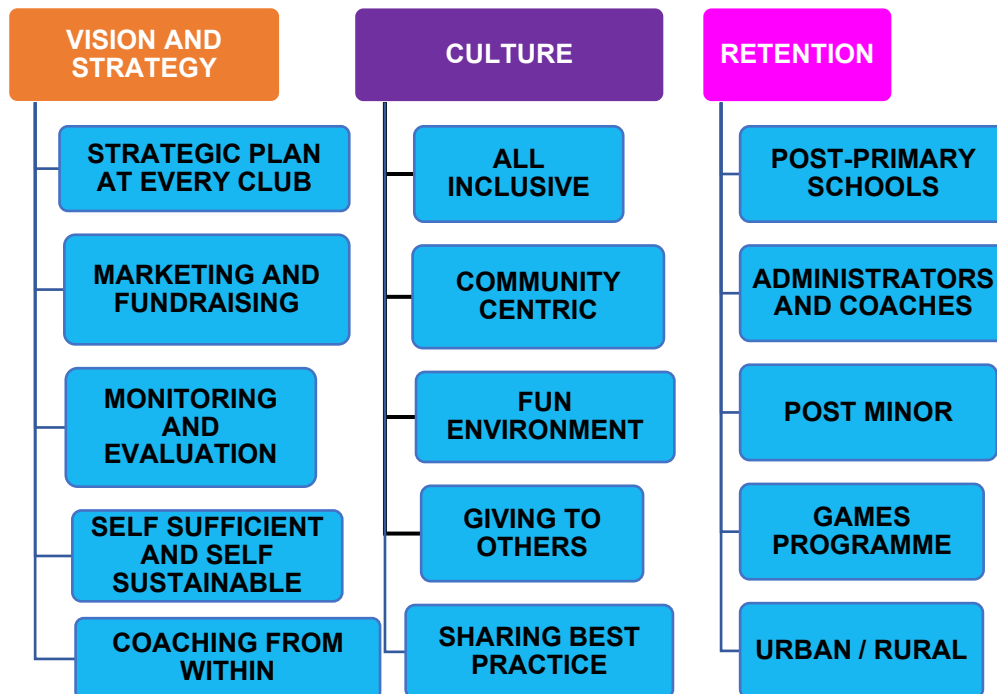 VISION AND
STRATEGY
STRATEGIC PLAN
AT EVERY CLUB
MARKETING AND
FUNDRAISING
MONITORING
AND
EVALUATION
SELF SUFFICIENT
AND SELF
SUSTAINABLE
COACHING FROM
WITHIN
CULTURE
ALL
INCLUSIVE
COMMUNITY
CENTRIC
FUN
ENVIRONMENT
GIVING TO
OTHERS
SHARING BEST
PRACTICE
RETENTION
POST-PRIMARY
SCHOOLS
ADMINISTRATORS
AND COACHES
POST MINOR
GAMES
PROGRAMME
URBAN / RURAL